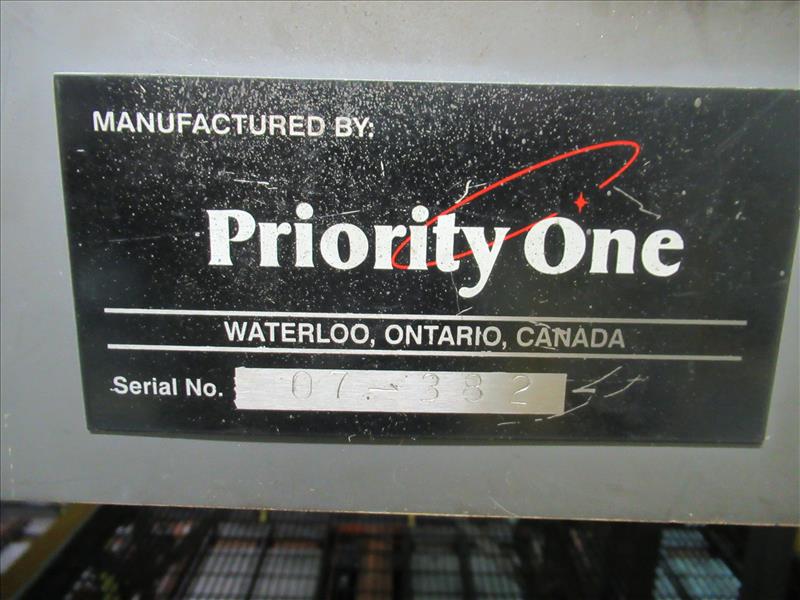 MANUFACTURED BY:
Priority One
WATERLOO, ONTARIO, CANADA
Serial No. 07-382